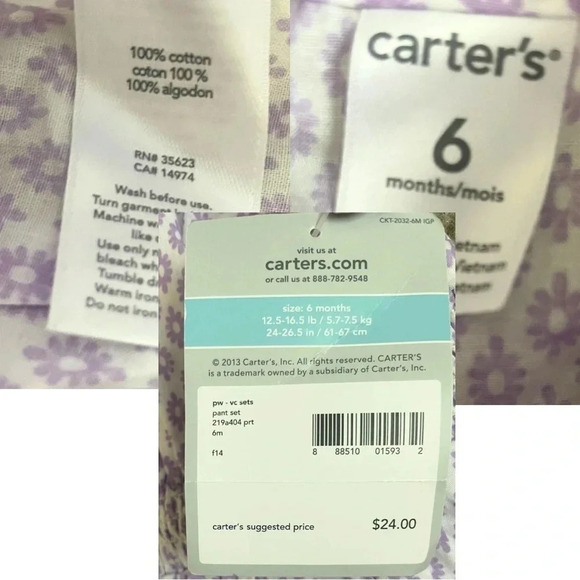 100% cotton
coton 100 %
100% algodon
RN# 35623
CA# 14974
Wash before use.
Turn garment
Machine
like
Use only
bleach
Tumble
Warm iron
Do not iron
carter's®
6
months/mois
CKT-2032-6M IGP
visit us at
carters.com
or call us at 888-782-9548
size: 6 months
12.5-16.5 lb / 5.7-7.5 kg
24-26.5 in / 61-67 cm
© 2013 Carter's, Inc. All rights reserved. CARTER'S
is a trademark owned by a subsidiary of Carter's, Inc.
pw - vc sets
pant set
219a404 prt
6m
f14
8 88510 01593 2
carter's suggested price
$24.00